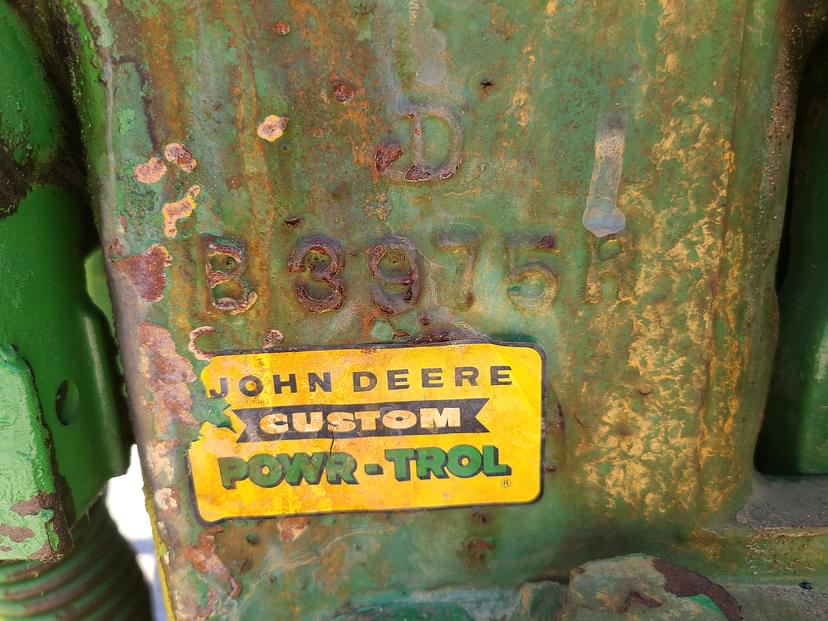 D
B3975R
JOHN DEERE
CUSTOM
POWR-TROL
®